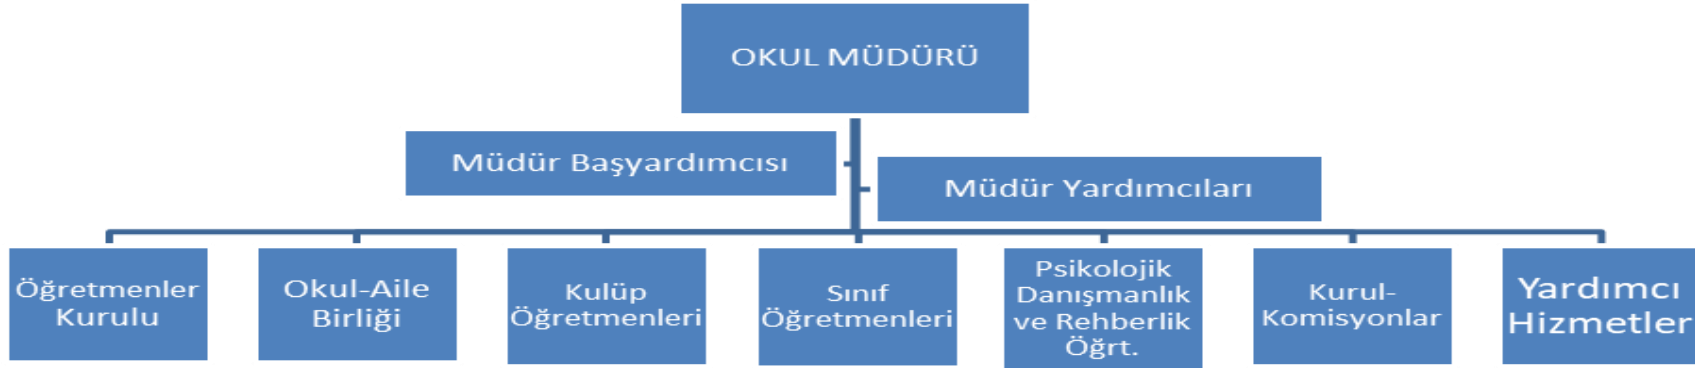 OKUL MÜDÜRÜ
Müdür Başyardımcısı
Müdür Yardımcıları
Öğretmenler
Kurulu
Okul-Aile
Birliği
Kulüp
Öğretmenleri
Sınıf
Öğretmenleri
Psikolojik
Danışmanlık
ve Rehberlik
Öğrt.
Kurul-
Komisyonlar
Yardımcı
Hizmetler